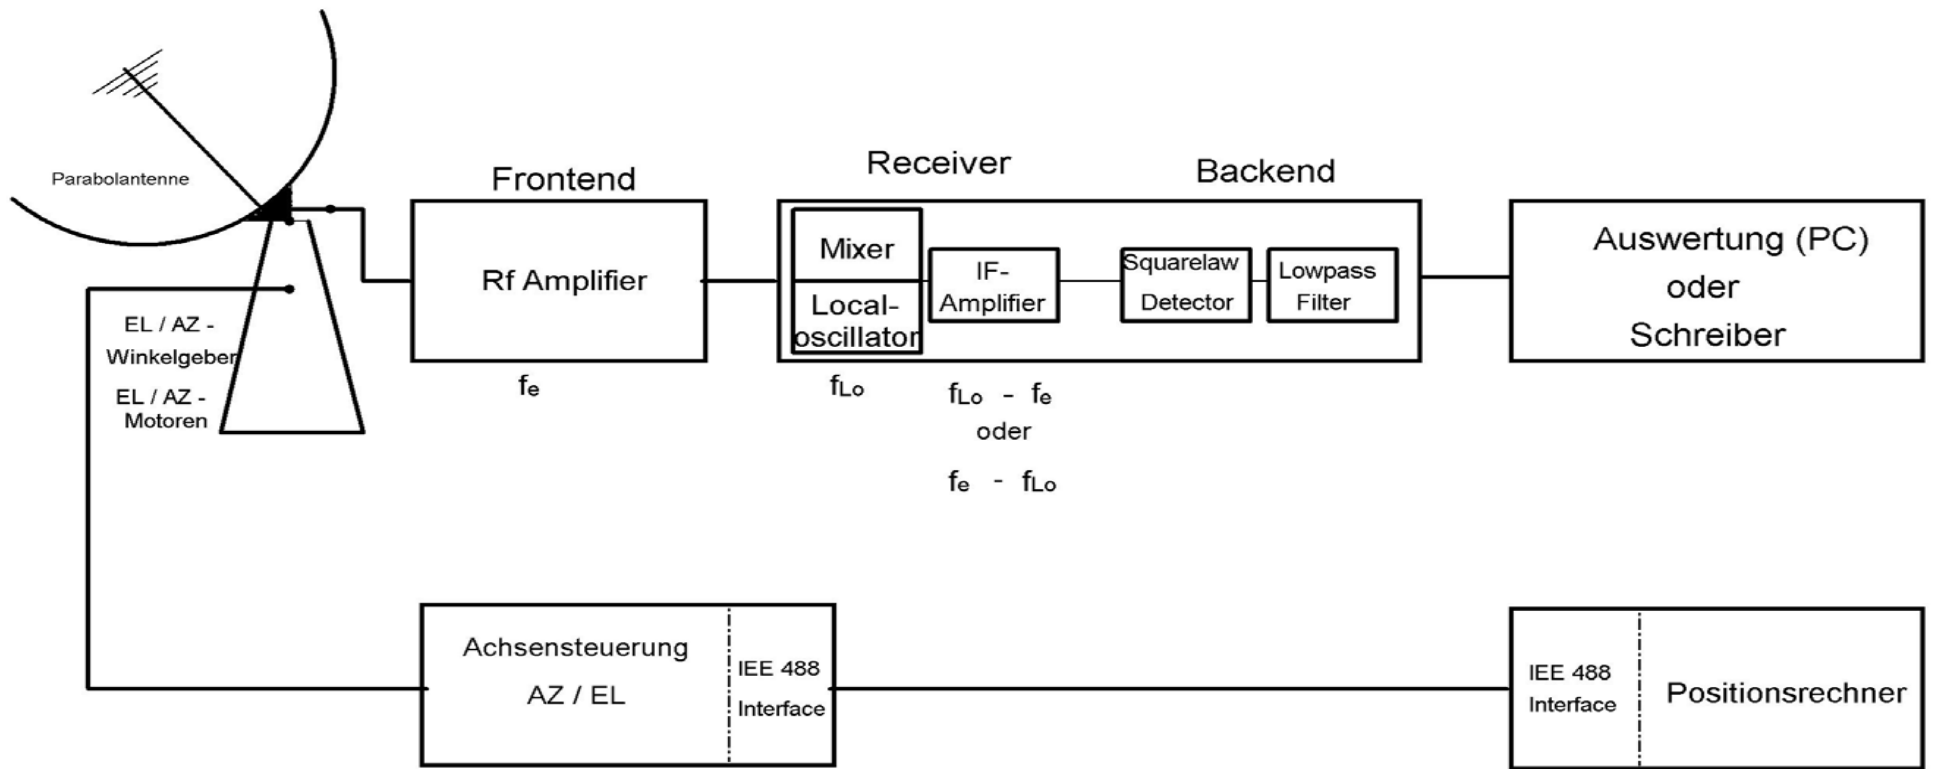 Parabolantenne
Frontend
Receiver
Backend
Rf Amplifier
Mixer
Local-
oscillator
IF-
Amplifier
Squarelaw
Detector
Lowpass
Filter
Auswertung (PC)
oder
Schreiber
EL / AZ -
Winkelgeber
EL / AZ -
Motoren
fe
fLo
fLo - fe
oder
fe - fLo
Achsensteuerung
AZ / EL
IEE 488
Interface
IEE 488
Interface
Positionsrechner